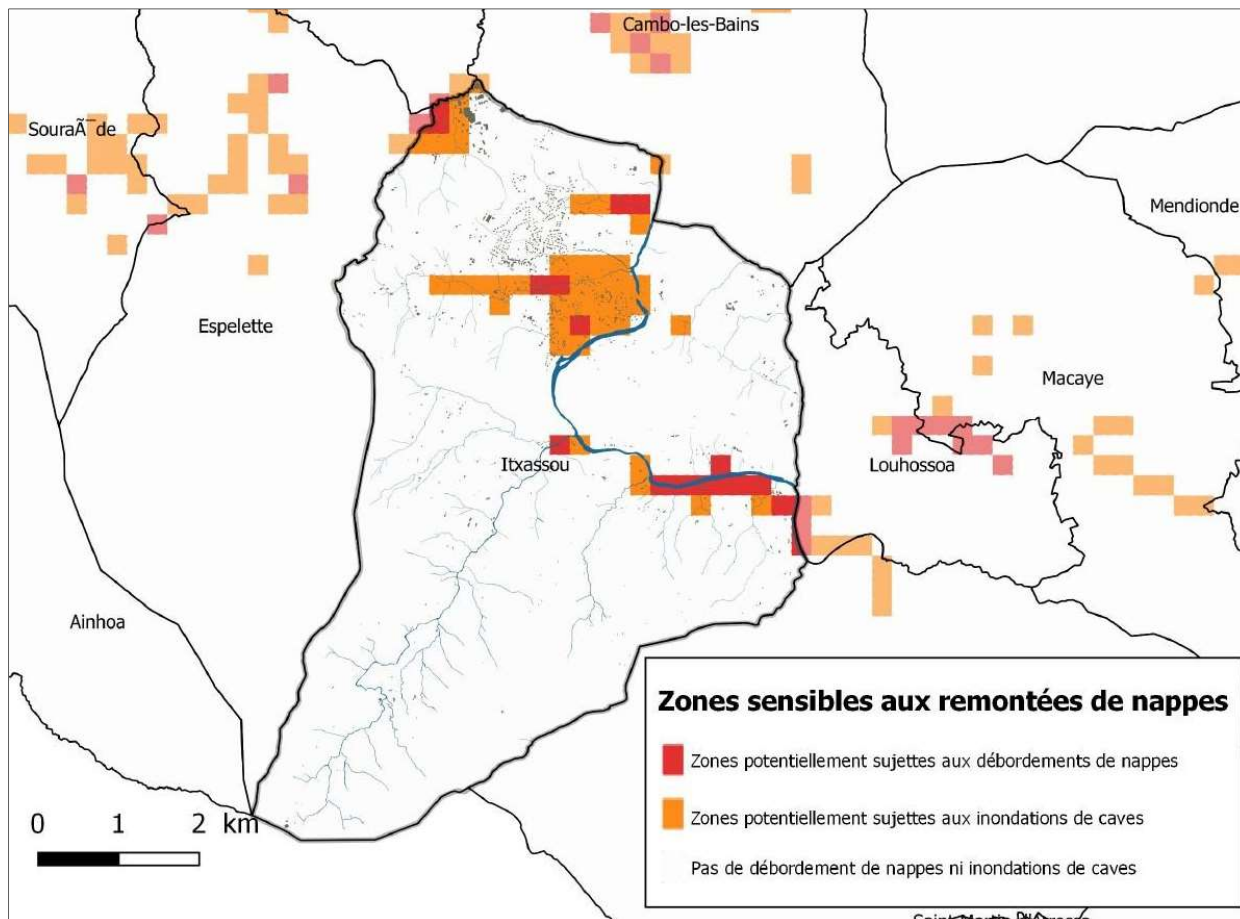 Cambo-les-Bains
SouraÃ¯de
Mendionde
Espelette
Macaye
Itxassou
Louhossoa
Ainhoa
Zones sensibles aux remontées de nappes
Zones potentiellement sujettes aux débordements de nappes
Zones potentiellement sujettes aux inondations de caves
Pas de débordement de nappes ni inondations de caves
0 1 2 km